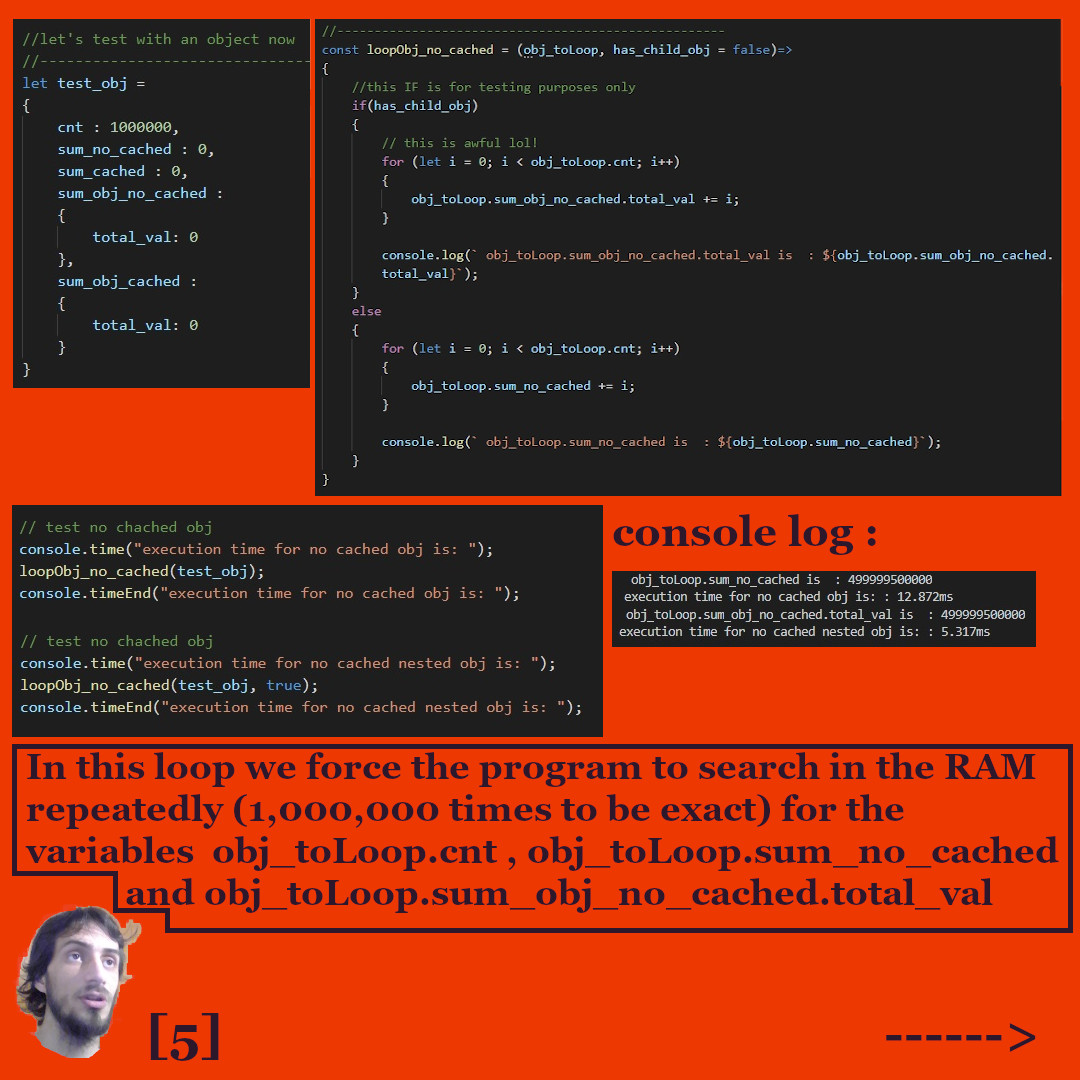 //let's test with an object now
//-------------------------------
let test_obj =
{
cnt : 1000000,
sum_no_cached : 0,
sum_cached : 0,
sum_obj_no_cached :
{
total_val: 0
},
sum_obj_cached :
{
total_val: 0
}
}
//----------------------------------------------------
const loopObj_no_cached = (obj_toLoop, has_child_obj = false)=>
{
//this IF is for testing purposes only
if(has_child_obj)
{
// this is awful lol!
for (let i = 0; i < obj_toLoop.cnt; i++)
{
obj_toLoop.sum_obj_no_cached.total_val += i;
}
console.log(` obj_toLoop.sum_obj_no_cached.total_val is  : ${obj_toLoop.sum_obj_no_cached.
total_val}`);
}
else
{
for (let i = 0; i < obj_toLoop.cnt; i++)
{
obj_toLoop.sum_no_cached += i;
}
console.log(` obj_toLoop.sum_no_cached is  : ${obj_toLoop.sum_no_cached}`);
}
}
// test no chached obj
console.time("execution time for no cached obj is: ");
loopObj_no_cached(test_obj);
console.timeEnd("execution time for no cached obj is: ");
// test no chached obj
console.time("execution time for no cached nested obj is: ");
loopObj_no_cached(test_obj, true);
console.timeEnd("execution time for no cached nested obj is: ");
console log :
obj_toLoop.sum_no_cached is  : 499999500000
execution time for no cached obj is: : 12.872ms
obj_toLoop.sum_obj_no_cached.total_val is  : 499999500000
execution time for no cached nested obj is: : 5.317ms
In this loop we force the program to search in the RAM
repeatedly (1,000,000 times to be exact) for the
variables  obj_toLoop.cnt , obj_toLoop.sum_no_cached
and obj_toLoop.sum_obj_no_cached.total_val
[5]
------>